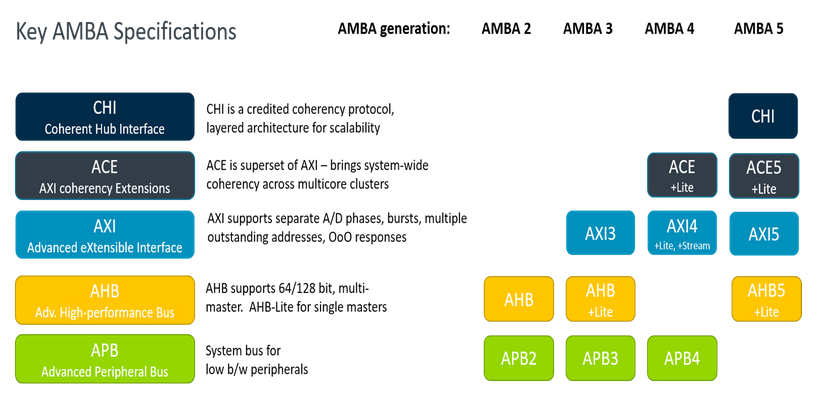 Key AMBA Specifications
AMBA generation: AMBA 2 AMBA 3 AMBA 4 AMBA 5
CHI
Coherent Hub Interface
CHI is a credited coherency protocol,
layered architecture for scalability
CHI
ACE
AXI coherency Extensions
ACE is superset of AXI – brings system-wide
coherency across multicore clusters
ACE
+Lite
ACE5
+Lite
AXI
Advanced eXtensible Interface
AXI supports separate A/D phases, bursts, multiple
outstanding addresses, OoO responses
AXI3
AXI4
+Lite, +Stream
AXI5
AHB
Adv. High-performance Bus
AHB supports 64/128 bit, multi-
master. AHB-Lite for single masters
AHB
AHB
+Lite
AHB5
+Lite
APB
Advanced Peripheral Bus
System bus for
low b/w peripherals
APB2
APB3
APB4